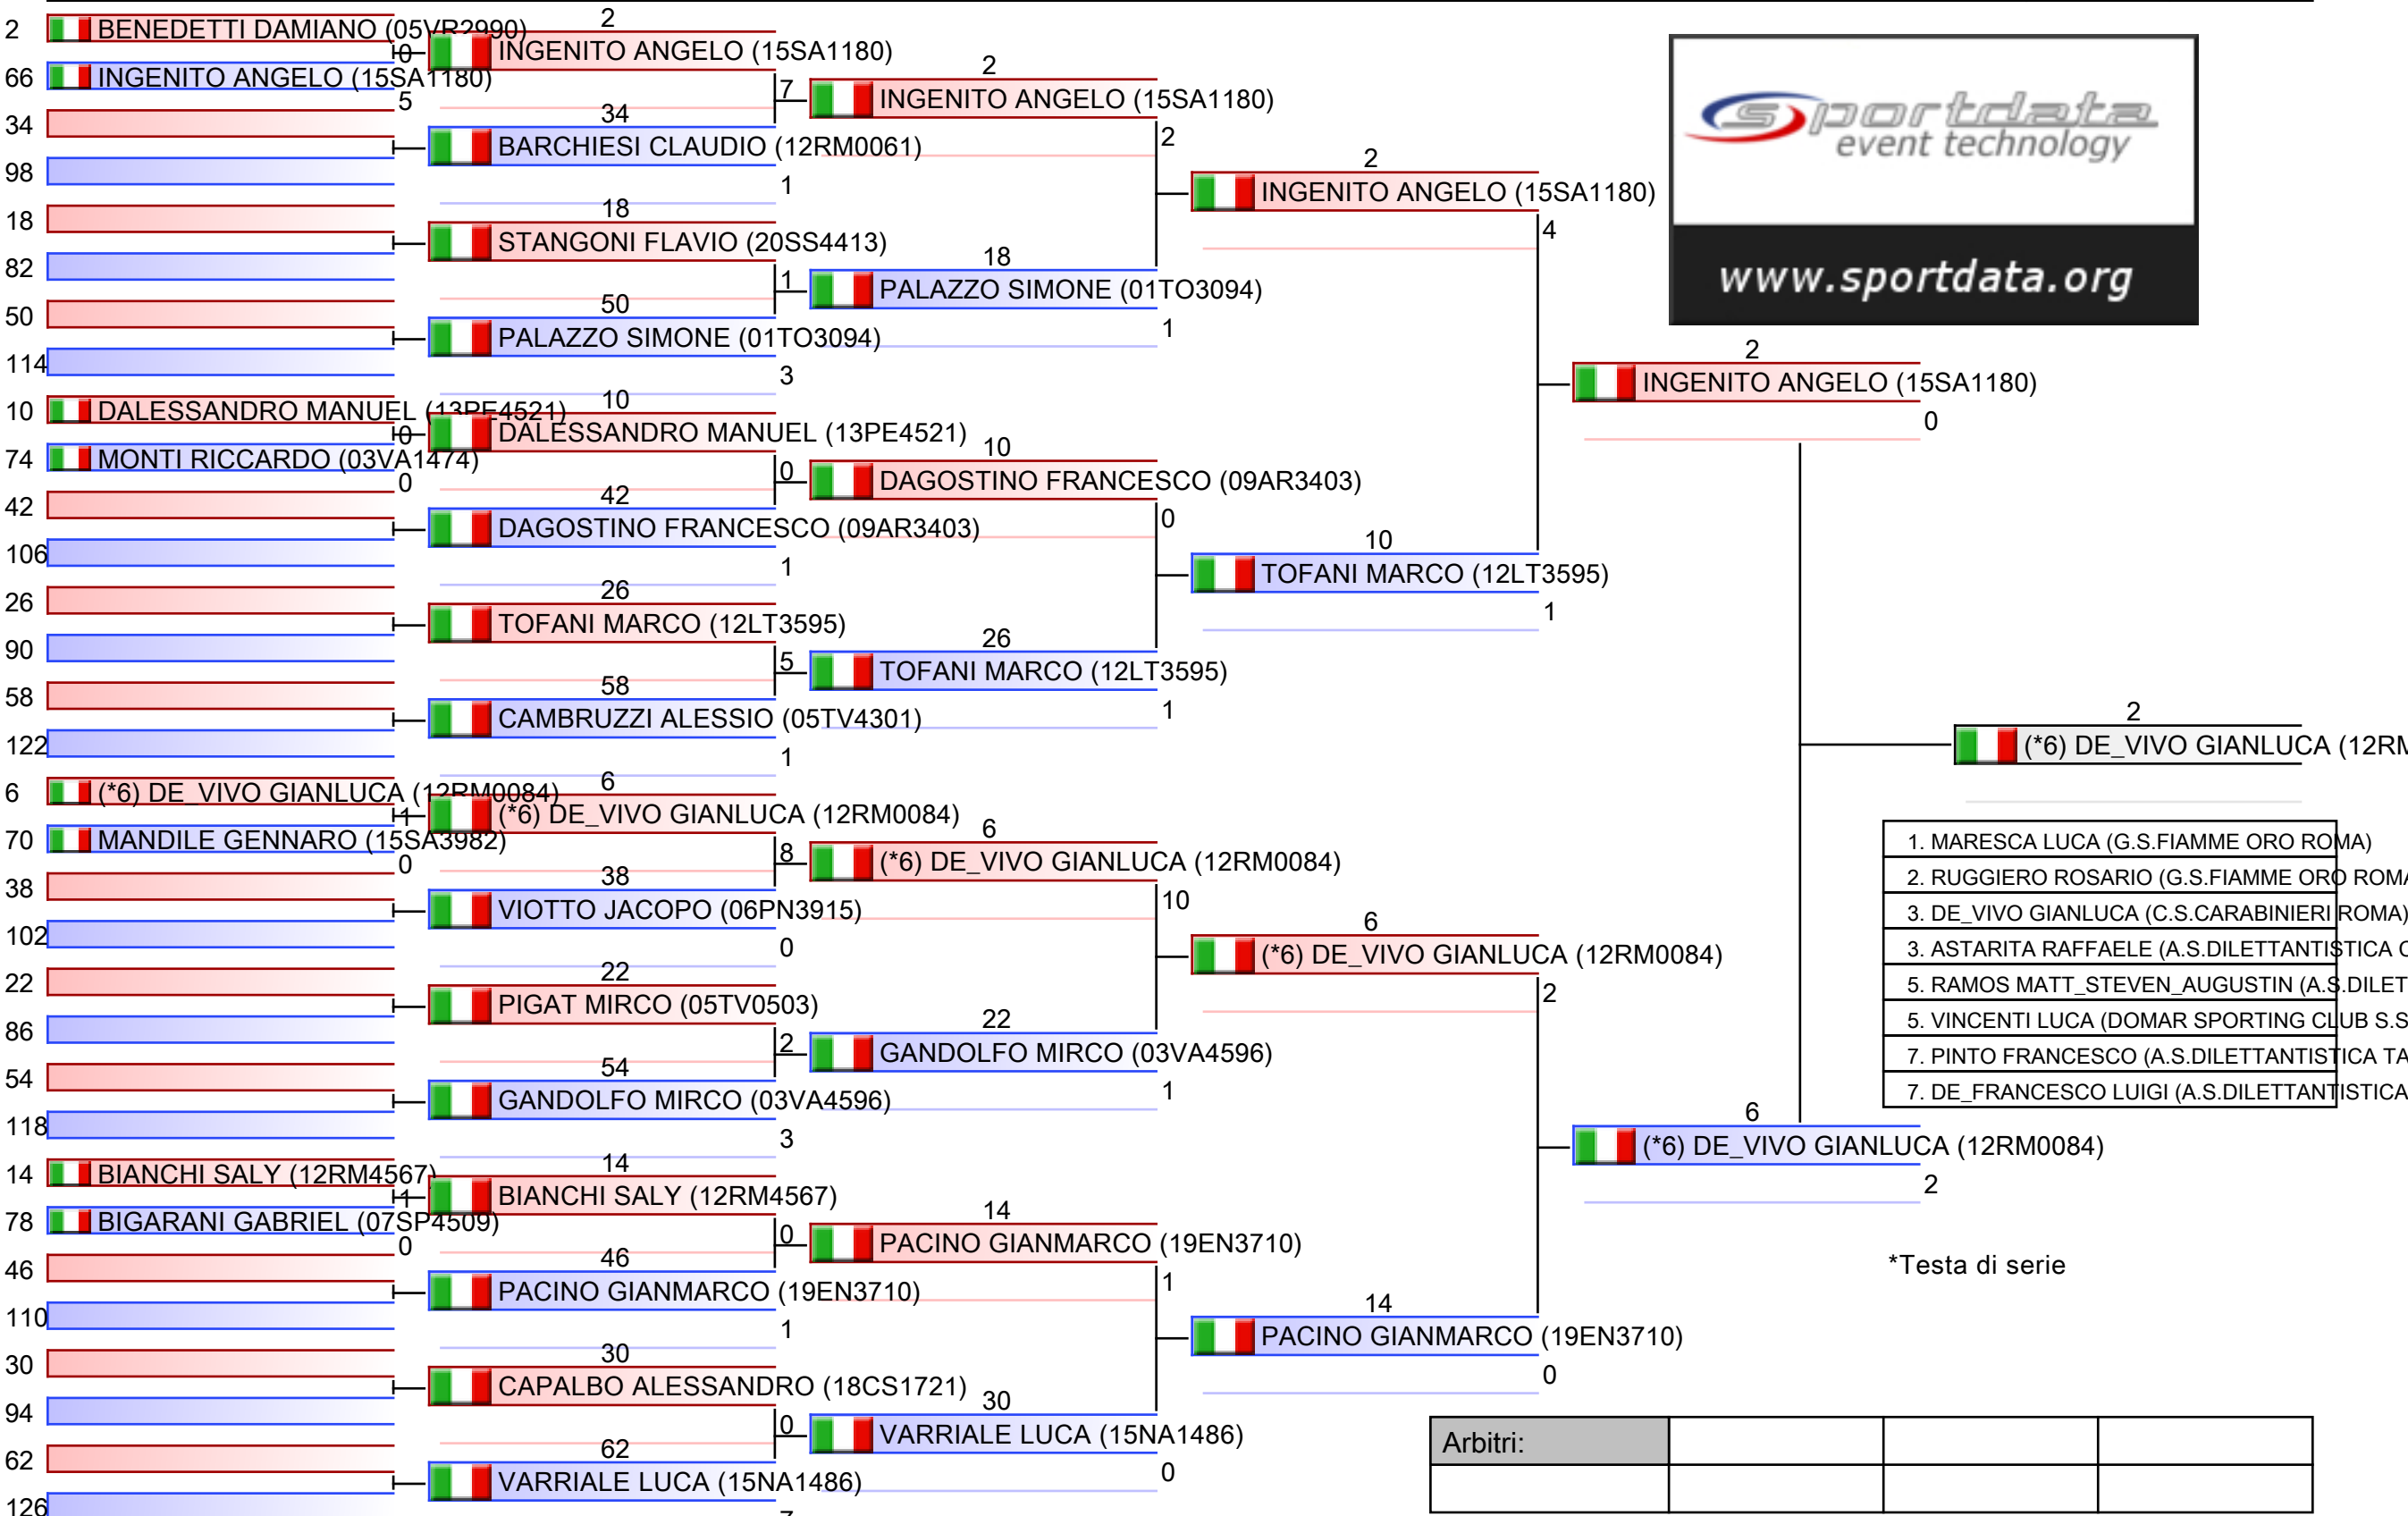 2 BENEDETTI DAMIANO (05VR2990)
0
66 INGENITO ANGELO (15SA1180)
5
34
98
18
82
50
114
10 DALESSANDRO MANUEL (13PE4521)
0
74 MONTI RICCARDO (03VA1474)
0
42
106
26
90
58
122
6 (*6) DE_VIVO GIANLUCA (12RM0084)
1
70 MANDILE GENNARO (15SA3982)
0
38
102
22
86
54
118
14 BIANCHI SALY (12RM4567)
1
78 BIGARANI GABRIEL (07SP4509)
0
46
110
30
94
62
126
2
INGENITO ANGELO (15SA1180)
7
34
BARCHIESI CLAUDIO (12RM0061)
1
18
STANGONI FLAVIO (20SS4413)
1
50
PALAZZO SIMONE (01TO3094)
3
10
DALESSANDRO MANUEL (13PE4521)
0
42
DAGOSTINO FRANCESCO (09AR3403)
1
26
TOFANI MARCO (12LT3595)
5
58
CAMBRUZZI ALESSIO (05TV4301)
1
6
(*6) DE_VIVO GIANLUCA (12RM0084)
8
38
VIOTTO JACOPO (06PN3915)
0
22
PIGAT MIRCO (05TV0503)
2
54
GANDOLFO MIRCO (03VA4596)
3
14
BIANCHI SALY (12RM4567)
0
46
PACINO GIANMARCO (19EN3710)
1
30
CAPALBO ALESSANDRO (18CS1721)
0
62
VARRIALE LUCA (15NA1486)
2
INGENITO ANGELO (15SA1180)
2
18
PALAZZO SIMONE (01TO3094)
1
10
DAGOSTINO FRANCESCO (09AR3403)
0
26
TOFANI MARCO (12LT3595)
1
6
(*6) DE_VIVO GIANLUCA (12RM0084)
10
22
GANDOLFO MIRCO (03VA4596)
1
14
PACINO GIANMARCO (19EN3710)
1
30
VARRIALE LUCA (15NA1486)
0
2
INGENITO ANGELO (15SA1180)
4
10
TOFANI MARCO (12LT3595)
1
6
(*6) DE_VIVO GIANLUCA (12RM0084)
2
14
PACINO GIANMARCO (19EN3710)
0
sportdata
event technology
www.sportdata.org
2
INGENITO ANGELO (15SA1180)
0
6
(*6) DE_VIVO GIANLUCA (12RM0084)
2
2
(*6) DE_VIVO GIANLUCA (12RM
1. MARESCA LUCA (G.S.FIAMME ORO ROMA)
2. RUGGIERO ROSARIO (G.S.FIAMME ORO ROMA
3. DE_VIVO GIANLUCA (C.S.CARABINIERI ROMA)
3. ASTARITA RAFFAELE (A.S.DILETTANTISTICA
5. RAMOS MATT_STEVEN_AUGUSTIN (A.S.DILET
5. VINCENTI LUCA (DOMAR SPORTING CLUB S.S
7. PINTO FRANCESCO (A.S.DILETTANTISTICA TA
7. DE_FRANCESCO LUIGI (A.S.DILETTANTISTICA
*Testa di serie
Arbitri: